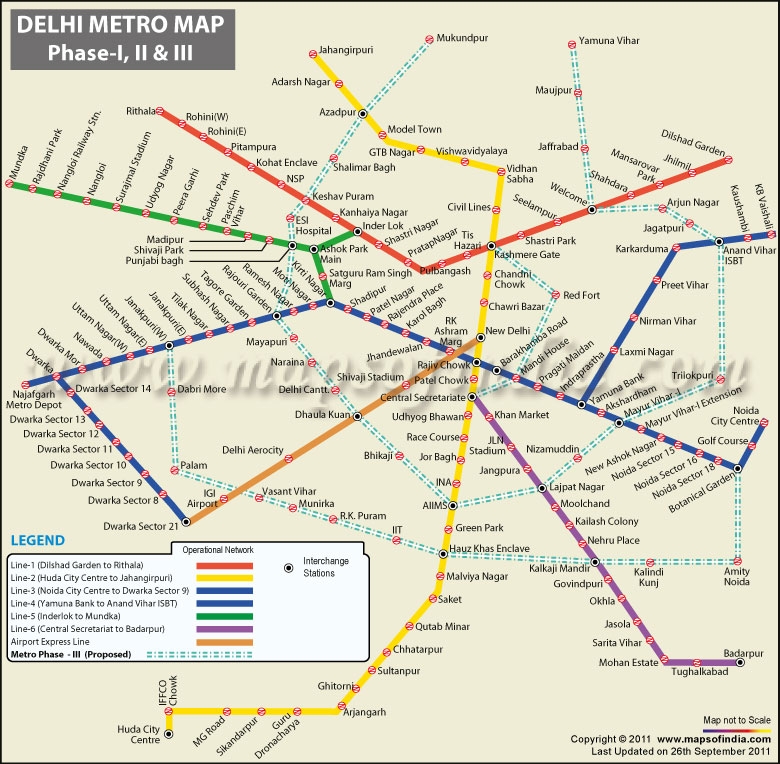 DELHI METRO MAP
Phase-I, II & III
Jahangirpuri
Mukundpur
Yamuna Vihar
Adarsh Nagar
Azadpur
Model Town
GTB Nagar
Vishwavidyalaya
Vidhan
Sabha
Civil Lines
Maujpur
Jaffrabad
Welcome
Dilshad Garden
Jhilmil
Mansarovar
Park
Shahdara
Seelampur
Shastri Park
Kashmere Gate
Tis
Hazari
Pulbangash
PratapNagar
Shastri Nagar
Inder Lok
Kanhaiya Nagar
Keshav Puram
NSP
Kohat Enclave
Pitampura
Rohini(E)
Rohini(W)
Rithala
Shalimar Bagh
Mundka
Rajdhani Park
Nangloi Railway Stn.
Nangloi
Surajmal Stadium
Udyog Nagar
Peera Garhi
Sehdev Park
Paschim
Vihar
Madipur
Shivaji Park
Punjabi bagh
ESI
Hospital
Ashok Park
Main
Satguru Ram Singh
Marg
Kirti Nagar
Moti Nagar
Ramesh Nagar
Rajouri Garden
Tagore Garden
Subhash Nagar
Tilak Nagar
Janakpuri(E)
Janakpuri(W)
Uttam Nagar(E)
Uttam Nagar(W)
Nawada
Dwarka Mor
Dwarka
Najafgarh
Metro Depot
Dwarka Sector 14
Dwarka Sector 13
Dwarka Sector 12
Dwarka Sector 11
Dwarka Sector 10
Dwarka Sector 9
Dwarka Sector 8
Dwarka Sector 21
Shadipur
Patel Nagar
Rajendra Place
Karol Bagh
Jhandewalan
RK
Ashram
Marg
Rajiv Chowk
Barakhamba Road
Mandi House
Pragati Maidan
Indraprastha
Yamuna Bank
Akshardham
Mayur Vihar-I
Mayur Vihar-I Extension
New Ashok Nagar
Noida Sector 15
Noida Sector 16
Noida Sector 18
Botanical Garden
Golf Course
Noida
City Centre
Arjun Nagar
Jagatpuri
Karkarduma
Kaushambi
KB Vaishali
Anand Vihar
ISBT
Preet Vihar
Nirman Vihar
Laxmi Nagar
Trilokpuri
Chandni
Chowk
Chawri Bazar
Red Fort
New Delhi
Patel Chowk
Central Secretariate
Udhyog Bhawan
Race Course
Jor Bagh
INA
AIIMS
Green Park
Hauz Khas Enclave
Malviya Nagar
Saket
Qutab Minar
Chhatarpur
Sultanpur
Ghitorni
Arjangarh
Guru
Dronacharya
Sikandarpur
MG Road
IFFCO
Chowk
Huda City
Centre
Mayapuri
Naraina
Delhi Cantt.
Dhaula Kuan
Shivaji Stadium
Bhikaji
Dabri More
Palam
Delhi Aerocity
IGI
Airport
Vasant Vihar
Munirka
R.K. Puram
IIT
Khan Market
JLN
Stadium
Jangpura
Nizamuddin
Lajpat Nagar
Moolchand
Kailash Colony
Nehru Place
Kalkaji Mandir
Kalindi
Kunj
Amity
Noida
Govindpuri
Okhla
Jasola
Sarita Vihar
Mohan Estate
Tughalkabad
Badarpur
LEGEND
Operational Network
Interchange
Stations
Line-1 (Dilshad Garden to Rithala)
Line-2 (Huda City Centre to Jahangirpuri)
Line-3 (Noida City Centre to Dwarka Sector 9)
Line-4 (Yamuna Bank to Anand Vihar ISBT)
Line-5 (Inderlok to Mundka)
Line-6 (Central Secretariat to Badarpur)
Airport Express Line
Metro Phase - III (Proposed)
Map not to Scale
Copyright © 2011 www.mapsofindia.com
Last Updated on 26th September 2011